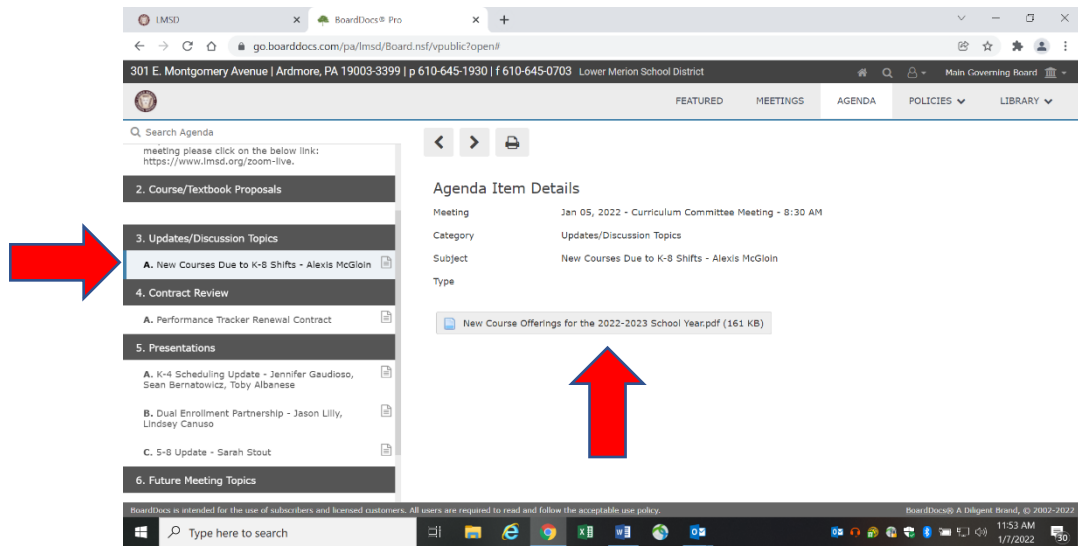 LMSD
BoardDocs® Pro
go.boarddocs.com/pa/lmsd/Board.nsf/vpublic?open#
301 E. Montgomery Avenue | Ardmore, PA 19003-3399 | p 610-645-1930 | f 610-645-0703 Lower Merion School District
Main Governing Board
FEATURED MEETINGS AGENDA POLICIES LIBRARY
Search Agenda
meeting please click on the below link:
https://www.lmsd.org/zoom-live.
2. Course/Textbook Proposals
3. Updates/Discussion Topics
A. New Courses Due to K-8 Shifts - Alexis McGloin
4. Contract Review
A. Performance Tracker Renewal Contract
5. Presentations
A. K-4 Scheduling Update - Jennifer Gaudioso,
Sean Bernatowicz, Toby Albanese
B. Dual Enrollment Partnership - Jason Lilly,
Lindsey Canuso
C. 5-8 Update - Sarah Stout
6. Future Meeting Topics
Agenda Item Details
Meeting Jan 05, 2022 - Curriculum Committee Meeting - 8:30 AM
Category Updates/Discussion Topics
Subject New Courses Due to K-8 Shifts - Alexis McGloin
Type
New Course Offerings for the 2022-2023 School Year.pdf (161 KB)
BoardDocs is intended for the use of subscribers and licensed customers. All users are required to read and follow the acceptable use policy.
BoardDocs® A Diligent Brand, © 2002-2022
Type here to search
11:53 AM
1/7/2022
30